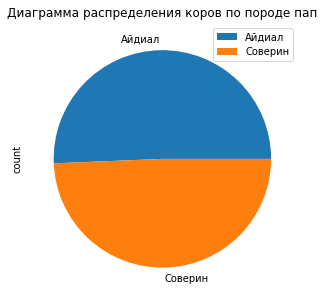 Диаграмма распределения коров по породе пап
Айдиал
Айдиал
Соверин
count
Соверин